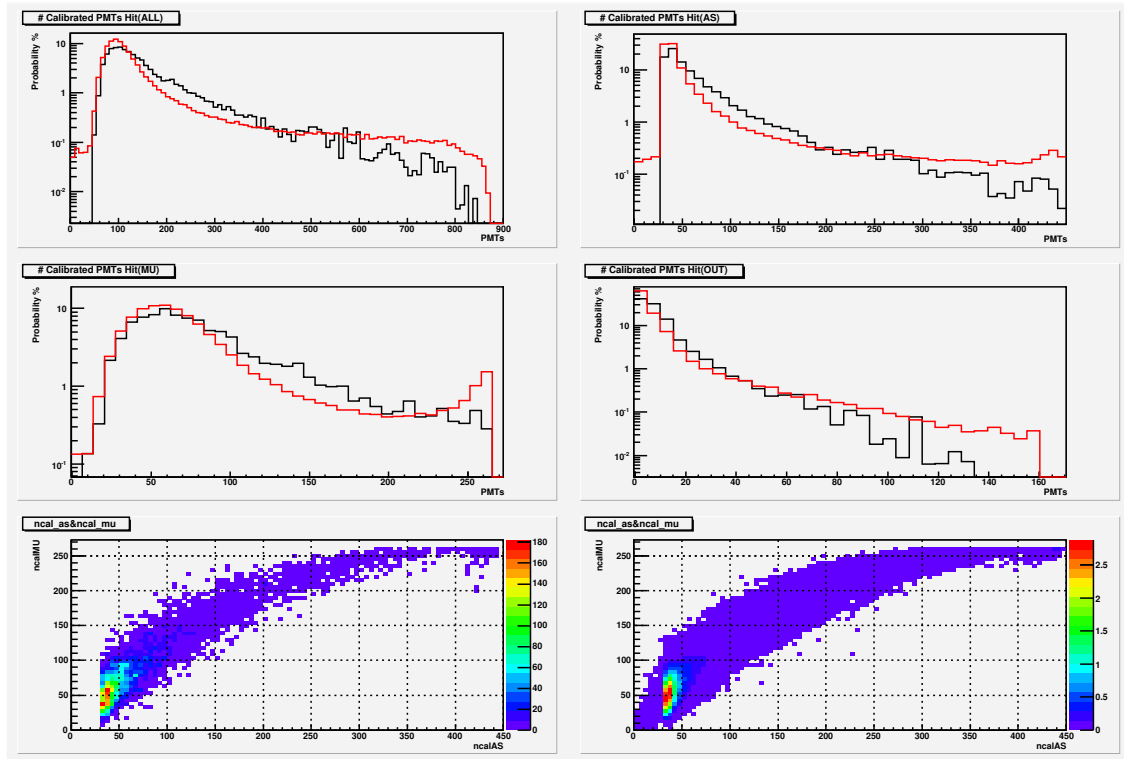 # Calibrated PMTs Hit(ALL)
Probability %
10
1
10^-1
10^-2
0 100 200 300 400 500 600 700 800 900
PMTs
# Calibrated PMTs Hit(AS)
Probability %
10
1
10^-1
0 50 100 150 200 250 300 350 400
PMTs
# Calibrated PMTs Hit(MU)
Probability %
10
1
10^-1
0 50 100 150 200 250
PMTs
# Calibrated PMTs Hit(OUT)
Probability %
10
1
10^-1
10^-2
0 20 40 60 80 100 120 140 160
PMTs
ncal_as&ncal_mu
ncalMU
250
200
150
100
50
0
0 50 100 150 200 250 300 350 400 450
ncalAS
180
160
140
120
100
80
60
40
20
0
ncal_as&ncal_mu
ncalMU
250
200
150
100
50
0
0 50 100 150 200 250 300 350 400 450
ncalAS
2.5
2
1.5
1
0.5
0